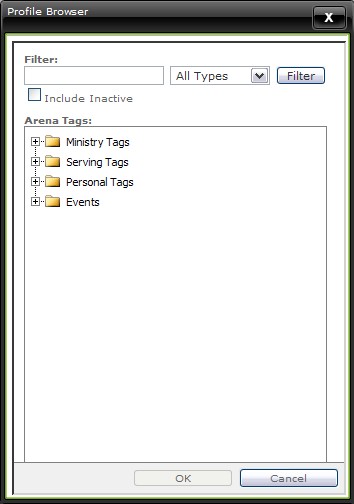 Profile Browser
X
Filter:
All Types
Filter
Include Inactive
Arena Tags:
Ministry Tags
Serving Tags
Personal Tags
Events
OK
Cancel